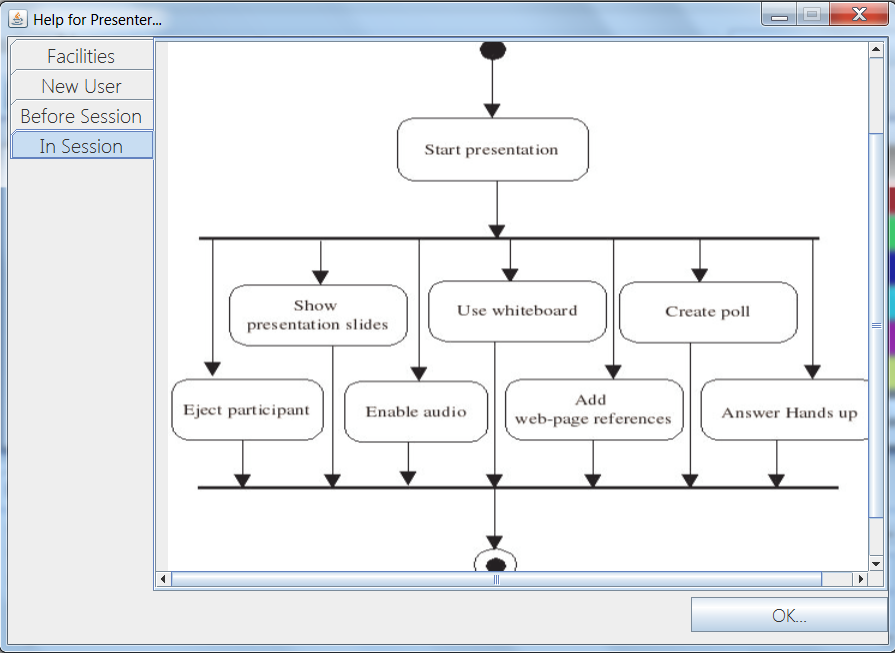 Help for Presenter...
Facilities
New User
Before Session
In Session
Start presentation
Show
presentation slides
Use whiteboard
Create poll
Eject participant
Enable audio
Add
web-page references
Answer Hands up
OK...